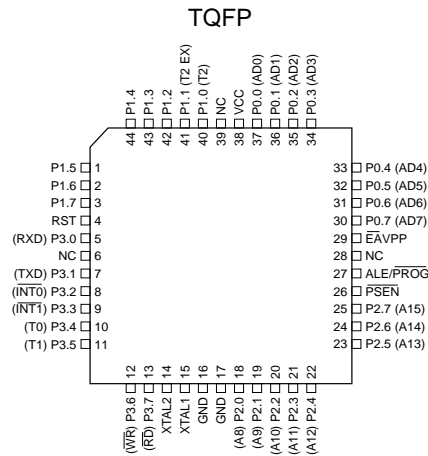 TQFP
P1.4
P1.3
P1.2
P1.1 (T2 EX)
P1.0 (T2)
NC
VCC
P0.0 (AD0)
P0.1 (AD1)
P0.2 (AD2)
P0.3 (AD3)
44
43
42
41
40
39
38
37
36
35
34
P1.5 1
P1.6 2
P1.7 3
RST 4
(RXD) P3.0 5
NC 6
(TXD) P3.1 7
(INT0) P3.2 8
(INT1) P3.3 9
(T0) P3.4 10
(T1) P3.5 11
33 P0.4 (AD4)
32 P0.5 (AD5)
31 P0.6 (AD6)
30 P0.7 (AD7)
29 EAVPP
28 NC
27 ALE/PROG
26 PSEN
25 P2.7 (A15)
24 P2.6 (A14)
23 P2.5 (A13)
12
13
14
15
16
17
18
19
20
21
22
(WR) P3.6
(RD) P3.7
XTAL2
XTAL1
GND
GND
(A8) P2.0
(A9) P2.1
(A10) P2.2
(A11) P2.3
(A12) P2.4